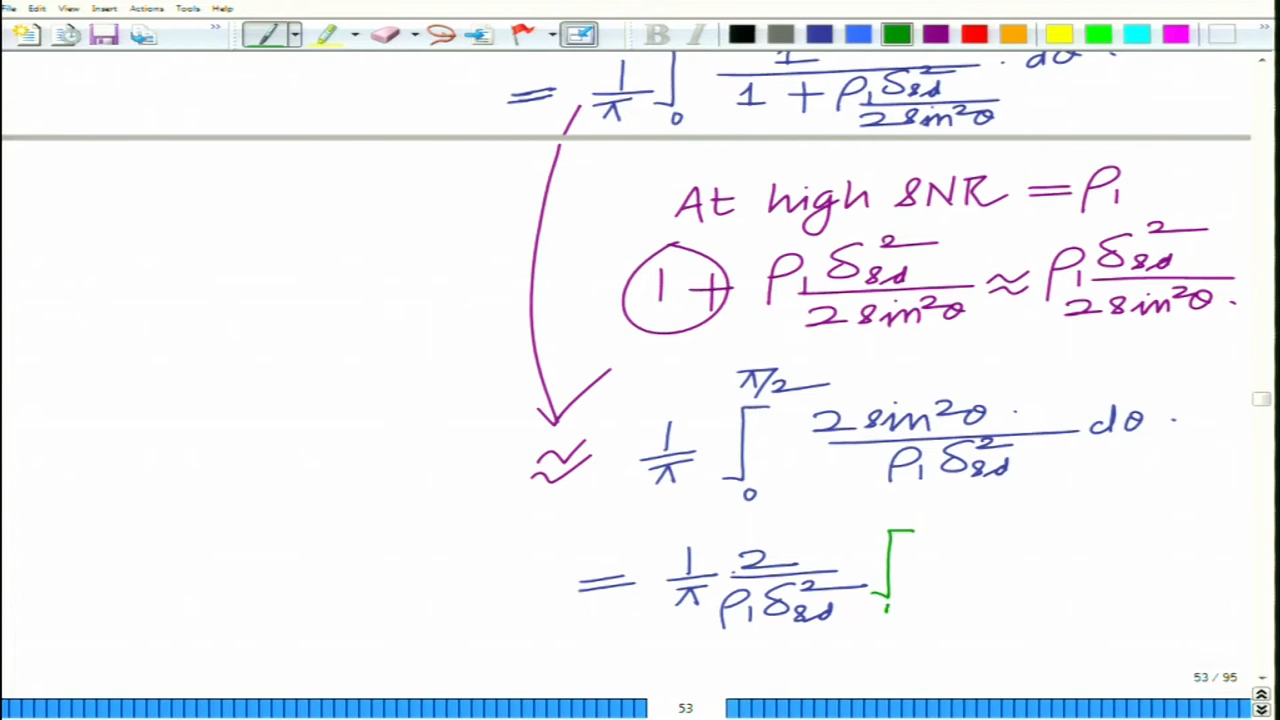 File Edit View Insert Actions Tools Help
= 1/π ∫₀ 1/(1 + ρ₁δ²sd/2sin²θ) · dθ ·
At high SNR = ρ₁
1 + ρ₁δ²sd/2sin²θ ≈ ρ₁δ²sd/2sin²θ .
≈ 1/π ∫₀^π/2 2sin²θ/ρ₁δ²sd · dθ ·
= 1/π 2/ρ₁δ²sd ∫
53 / 95
53